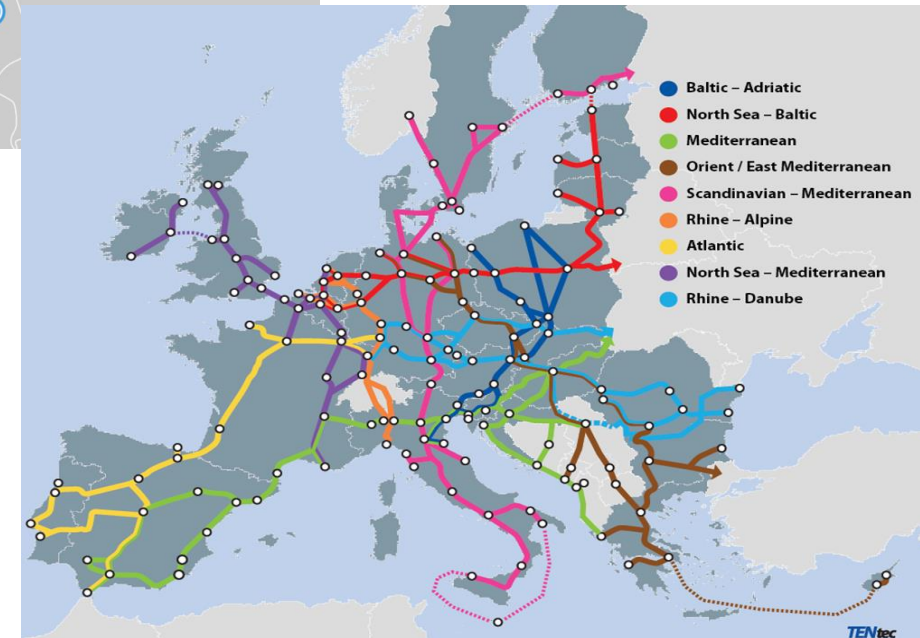 Baltic – Adriatic
North Sea – Baltic
Mediterranean
Orient / East Mediterranean
Scandinavian – Mediterranean
Rhine – Alpine
Atlantic
North Sea – Mediterranean
Rhine – Danube
TENtec